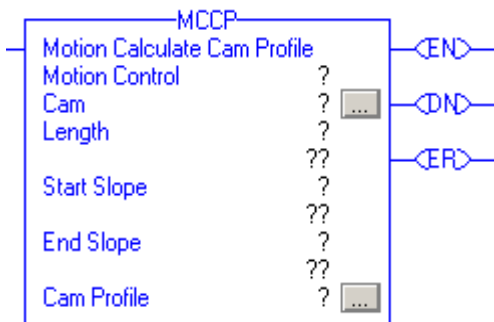 MCCP
Motion Calculate Cam Profile
EN
Motion Control ?
Cam ? ...
DN
Length ?
??
ER
Start Slope ?
??
End Slope ?
??
Cam Profile ? ...